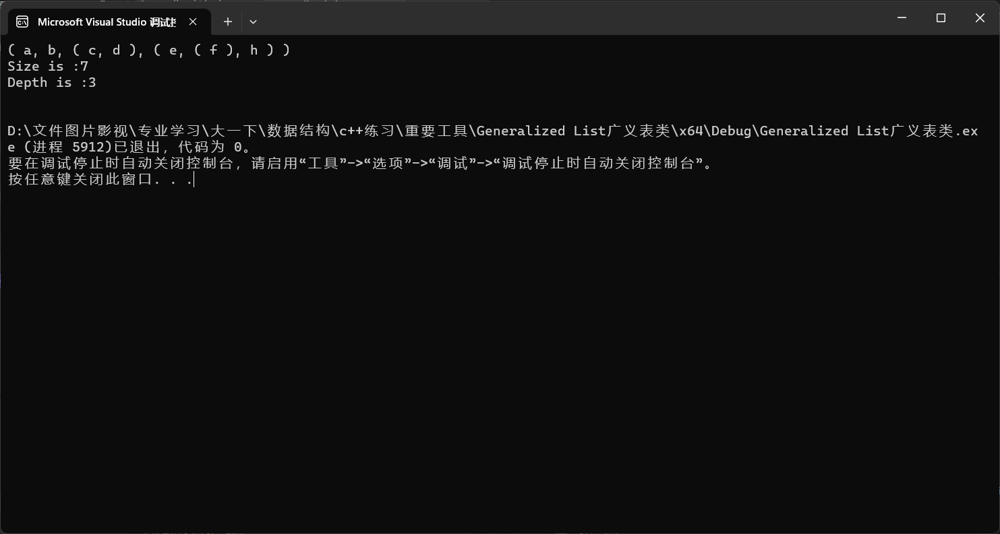 Microsoft Visual Studio 调试
( a, b, ( c, d ), ( e, ( f ), h ) )
Size is :7
Depth is :3
D:\文件图片影视\专业学习\大一下\数据结构\c++练习\重要工具\Generalized List广义表类\x64\Debug\Generalized List广义表类.ex
e (进程 5912)已退出，代码为 0。
要在调试停止时自动关闭控制台，请启用“工具”->“选项”->“调试”->“调试停止时自动关闭控制台”。
按任意键关闭此窗口. . .